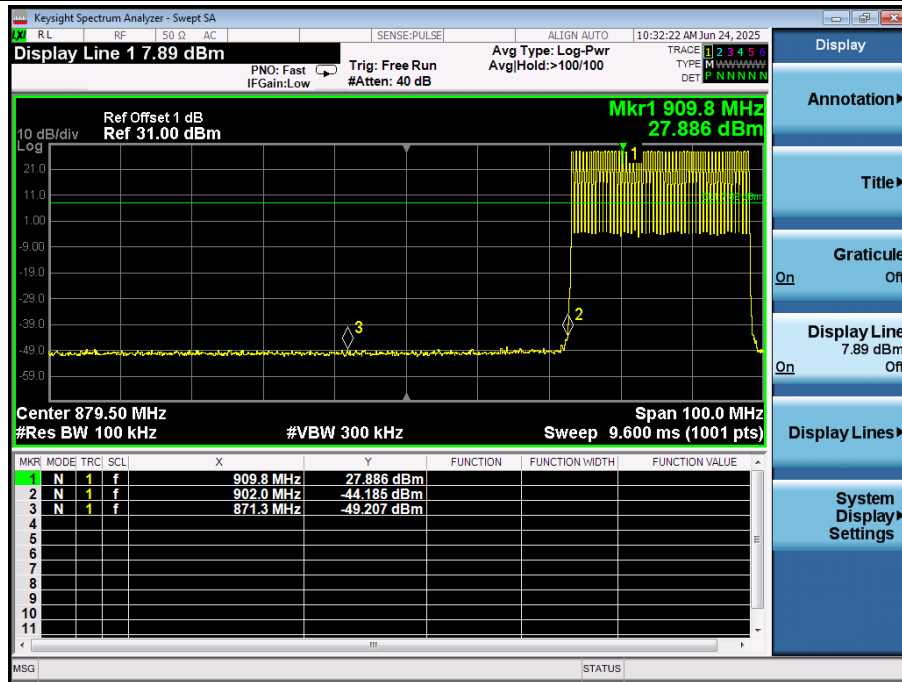 Keysight Spectrum Analyzer - Swept SA
LXI RL RF 50 Ω AC SENSE:PULSE ALIGN AUTO 10:32:22 AM Jun 24, 2025
Display Line 1 7.89 dBm
PNO: Fast
IFGain:Low
Trig: Free Run
#Atten: 40 dB
Avg Type: Log-Pwr
Avg|Hold:>100/100
TRACE 1 2 3 4 5 6
TYPE M WWWWW
DET P N N N N N
Ref Offset 1 dB
Ref 31.00 dBm
10 dB/div
Log
Mkr1 909.8 MHz
27.886 dBm
21.0
11.0
1.00
-9.00
-19.0
-29.0
-39.0
-49.0
-59.0
1
2
3
Center 879.50 MHz
Span 100.0 MHz
#Res BW 100 kHz
#VBW 300 kHz
Sweep 9.600 ms (1001 pts)
MKR MODE TRC SCL X Y FUNCTION FUNCTION WIDTH FUNCTION VALUE
1 N 1 f 909.8 MHz 27.886 dBm
2 N 1 f 902.0 MHz -44.185 dBm
3 N 1 f 871.3 MHz -49.207 dBm
4
5
6
7
8
9
10
11
MSG
STATUS
Display
Annotation
Title
Graticule
On Off
Display Line
7.89 dBm
On Off
Display Lines
System
Display
Settings